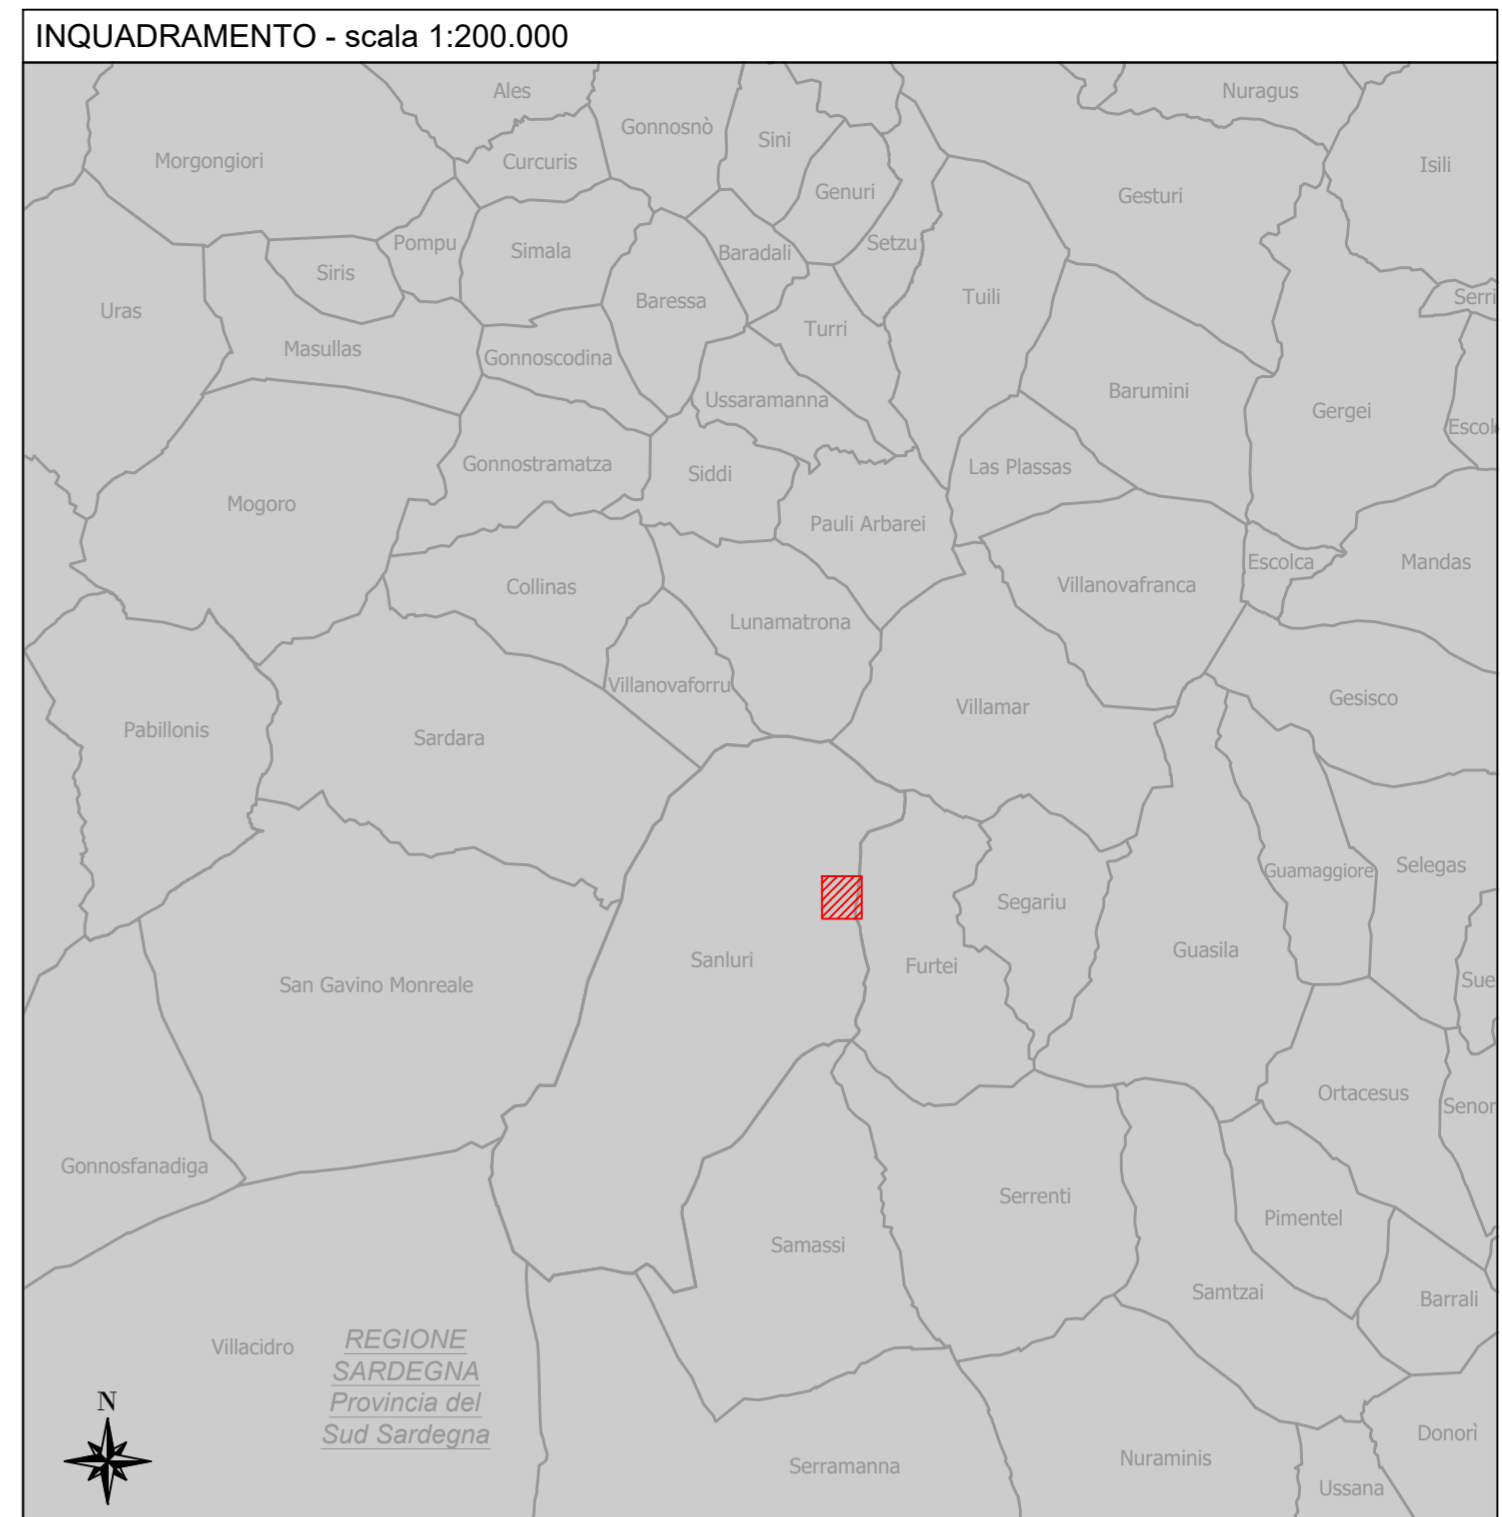 INQUADRAMENTO - scala 1:200.000
Ales
Nuragus
Gonnosnò
Sini
Morgongiori
Curcuris
Isili
Genuri
Gesturi
Pompu
Simala
Baradali
Setzu
Siris
Baressa
Tuili
Serri
Uras
Turri
Masullas
Gonnoscodina
Barumini
Ussaramanna
Gergei
Escol
Gonnostramatza
Siddi
Las Plassas
Mogoro
Pauli Arbarei
Collinas
Villanovafranca
Escolca
Mandas
Lunamatrona
Villanovaforru
Gesisco
Villamar
Pabillonis
Sardara
Guamaggiore
Selegas
Segariu
Sanluri
Furtei
Guasila
San Gavino Monreale
Sue
Ortacesus
Senor
Gonnosfanadiga
Serrenti
Pimentel
Samassi
Samtzai
Barrali
Villacidro
REGIONE
SARDEGNA
Provincia del
Sud Sardegna
N
Donorì
Serramanna
Nuraminis
Ussana